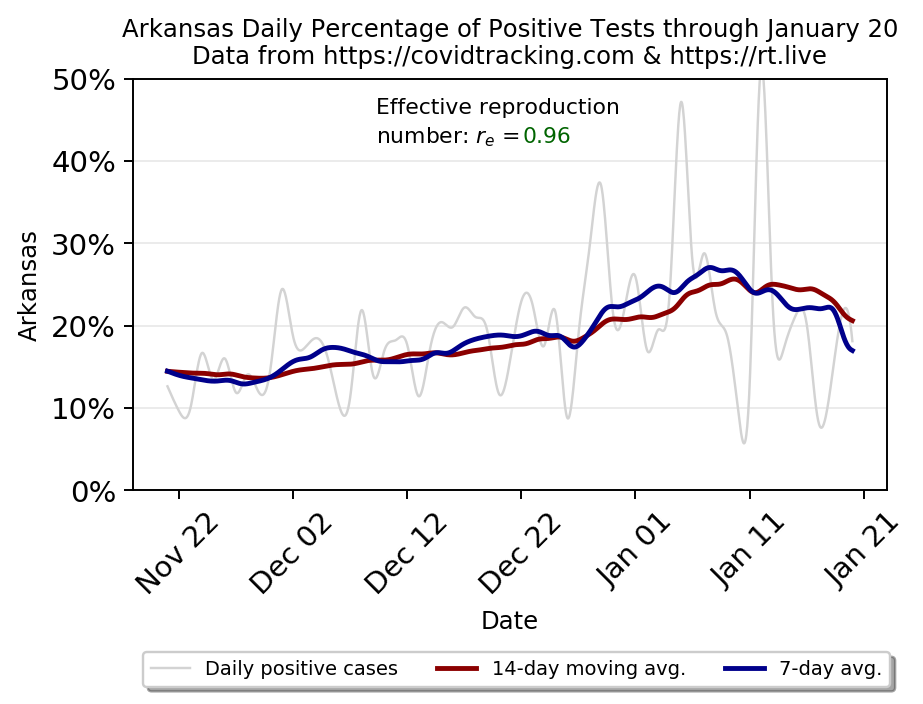 Arkansas Daily Percentage of Positive Tests through January 20
Data from https://covidtracking.com & https://rt.live
Effective reproduction
number: rₑ =0.96
50%
40%
30%
20%
10%
0%
Arkansas
Nov 22
Dec 02
Dec 12
Dec 22
Jan 01
Jan 11
Jan 21
Date
Daily positive cases
14-day moving avg.
7-day avg.